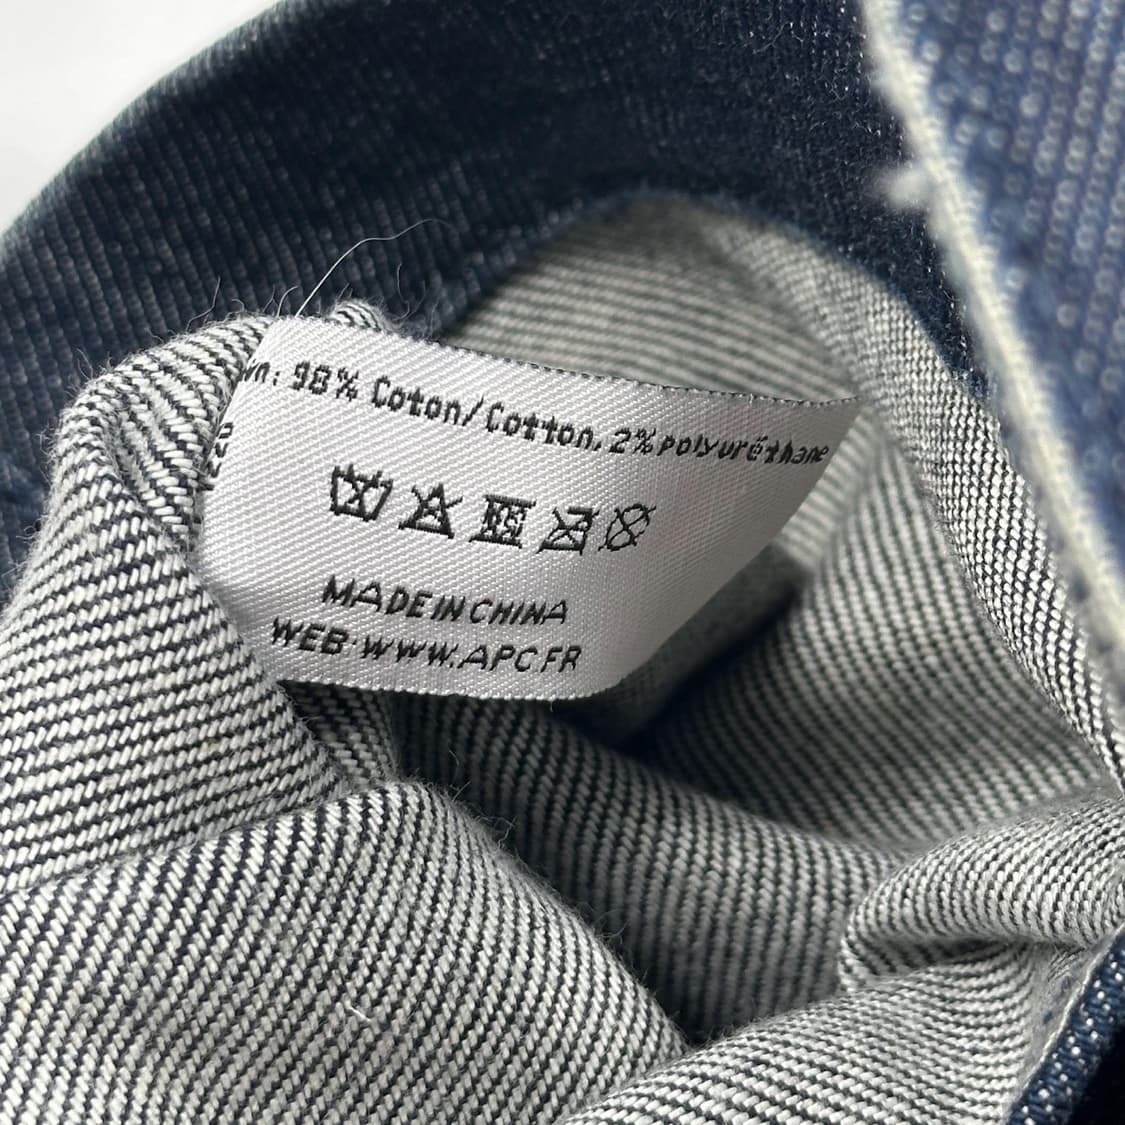 98% Coton/Cotton, 2% polyuréthane
MADE IN CHINA
WEB: WWW.APC.FR